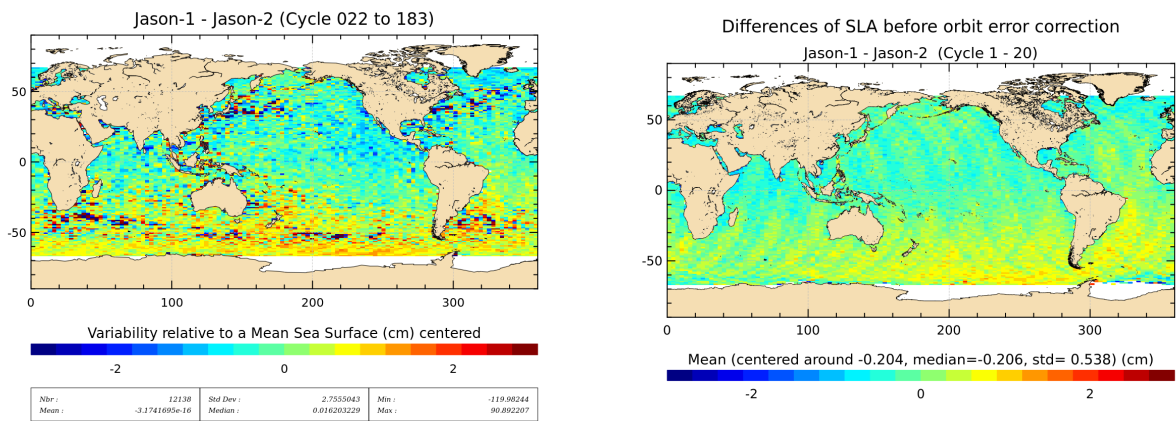 Jason-1 - Jason-2 (Cycle 022 to 183)
50
0
-50
0
100
200
300
Variability relative to a Mean Sea Surface (cm) centered
-2
0
2
Nbr : 12138
Mean : -3.1741695e-16
Std Dev : 2.7555043
Median : 0.016203229
Min : -119.98244
Max : 90.892207
Differences of SLA before orbit error correction
Jason-1 - Jason-2 (Cycle 1 - 20)
50
0
-50
0
100
200
300
Mean (centered around -0.204, median=-0.206, std= 0.538) (cm)
-2
0
2